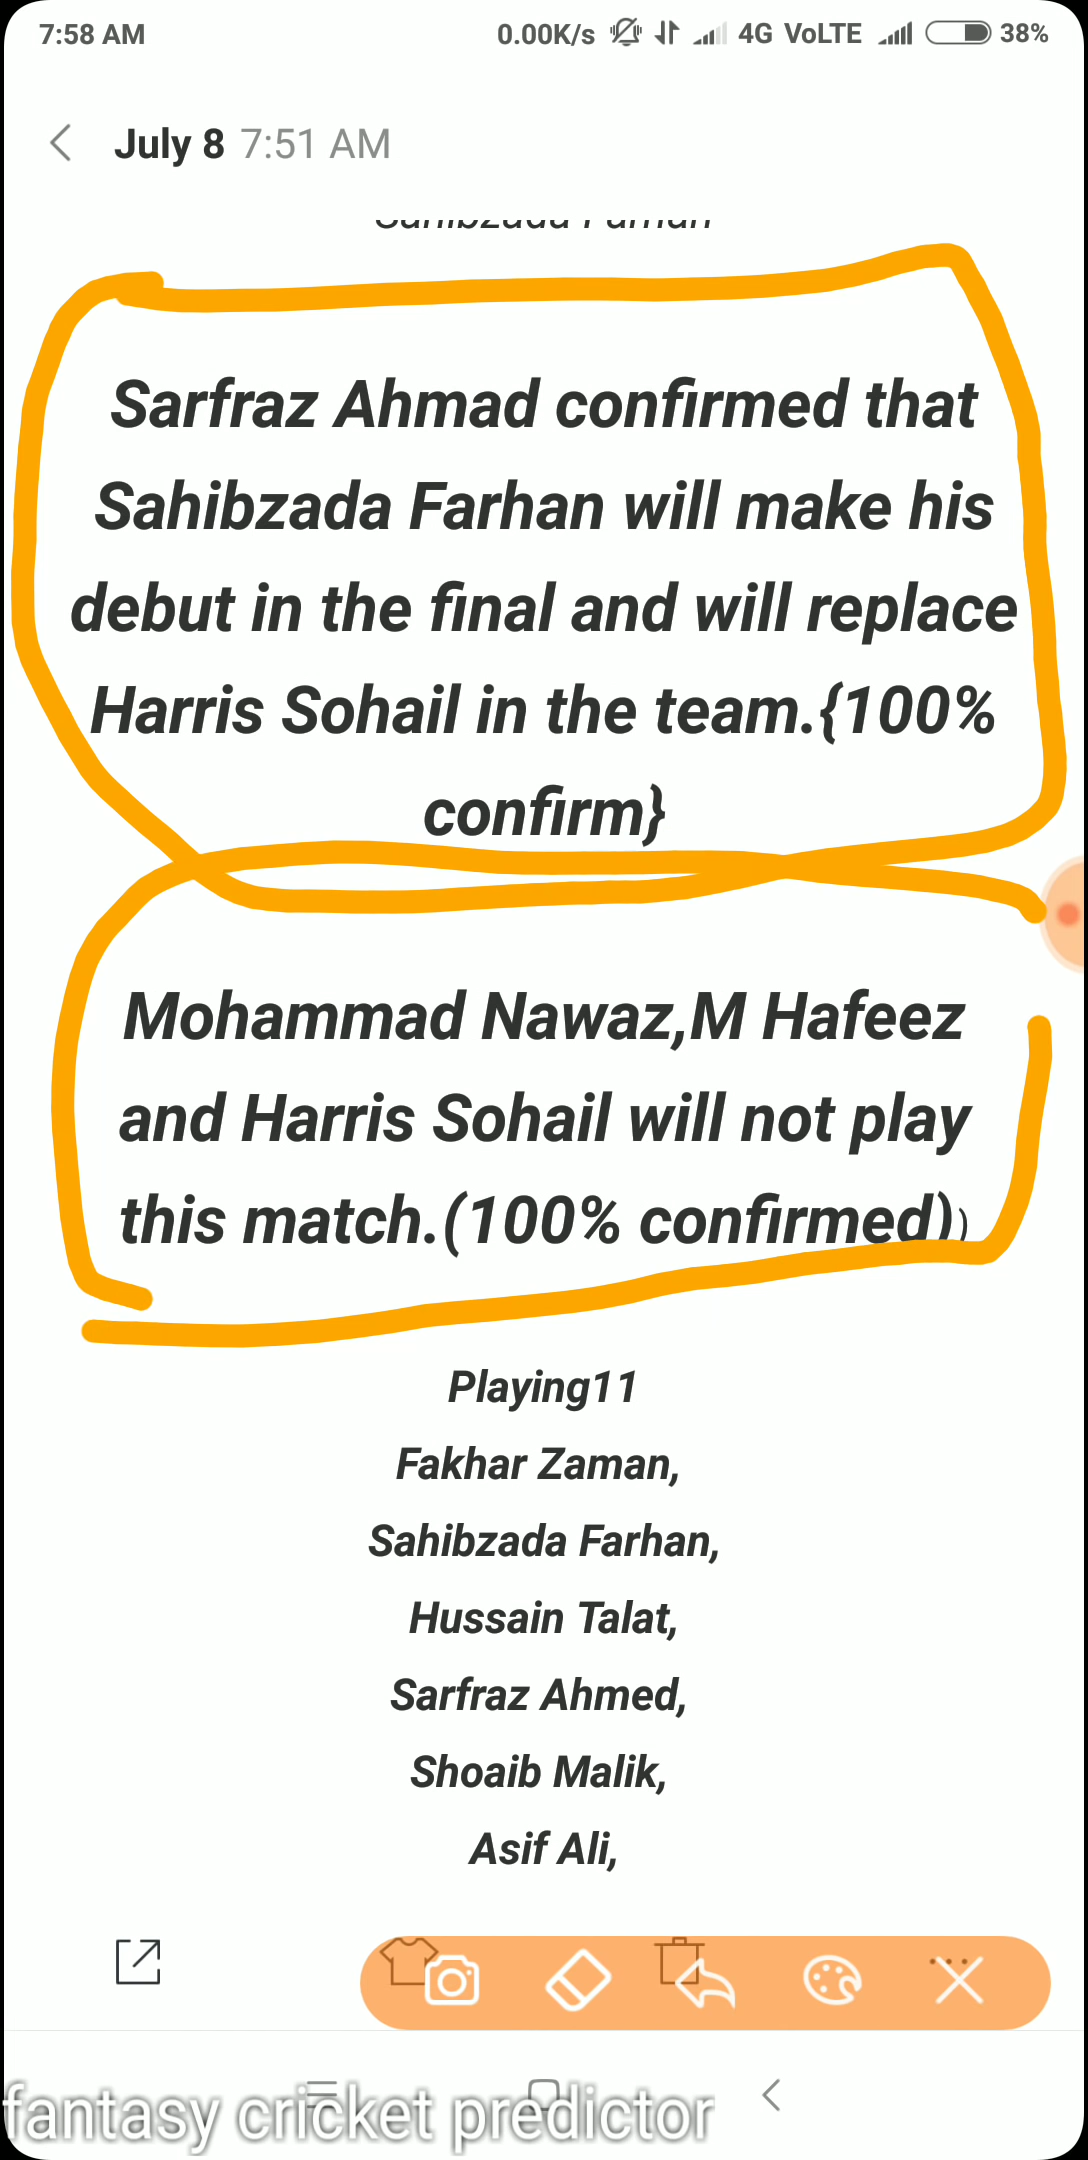 7:58 AM 0.00K/s 4G VoLTE 38%
July 8 7:51 AM
Sahibzada Farhan
Sarfraz Ahmad confirmed that
Sahibzada Farhan will make his
debut in the final and will replace
Harris Sohail in the team.{100%
confirm}
Mohammad Nawaz,M Hafeez
and Harris Sohail will not play
this match.(100% confirmed))
Playing11
Fakhar Zaman,
Sahibzada Farhan,
Hussain Talat,
Sarfraz Ahmed,
Shoaib Malik,
Asif Ali,
fantasy cricket predictor